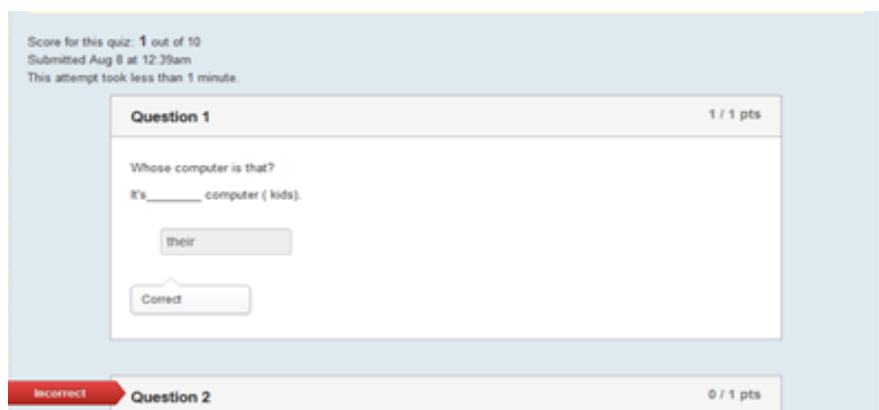 Score for this quiz: 1 out of 10
Submitted Aug 8 at 12:39am
This attempt took less than 1 minute.
Question 1 1 / 1 pts
Whose computer is that?
It's________ computer ( kids).
their
Correct
Incorrect
Question 2 0 / 1 pts